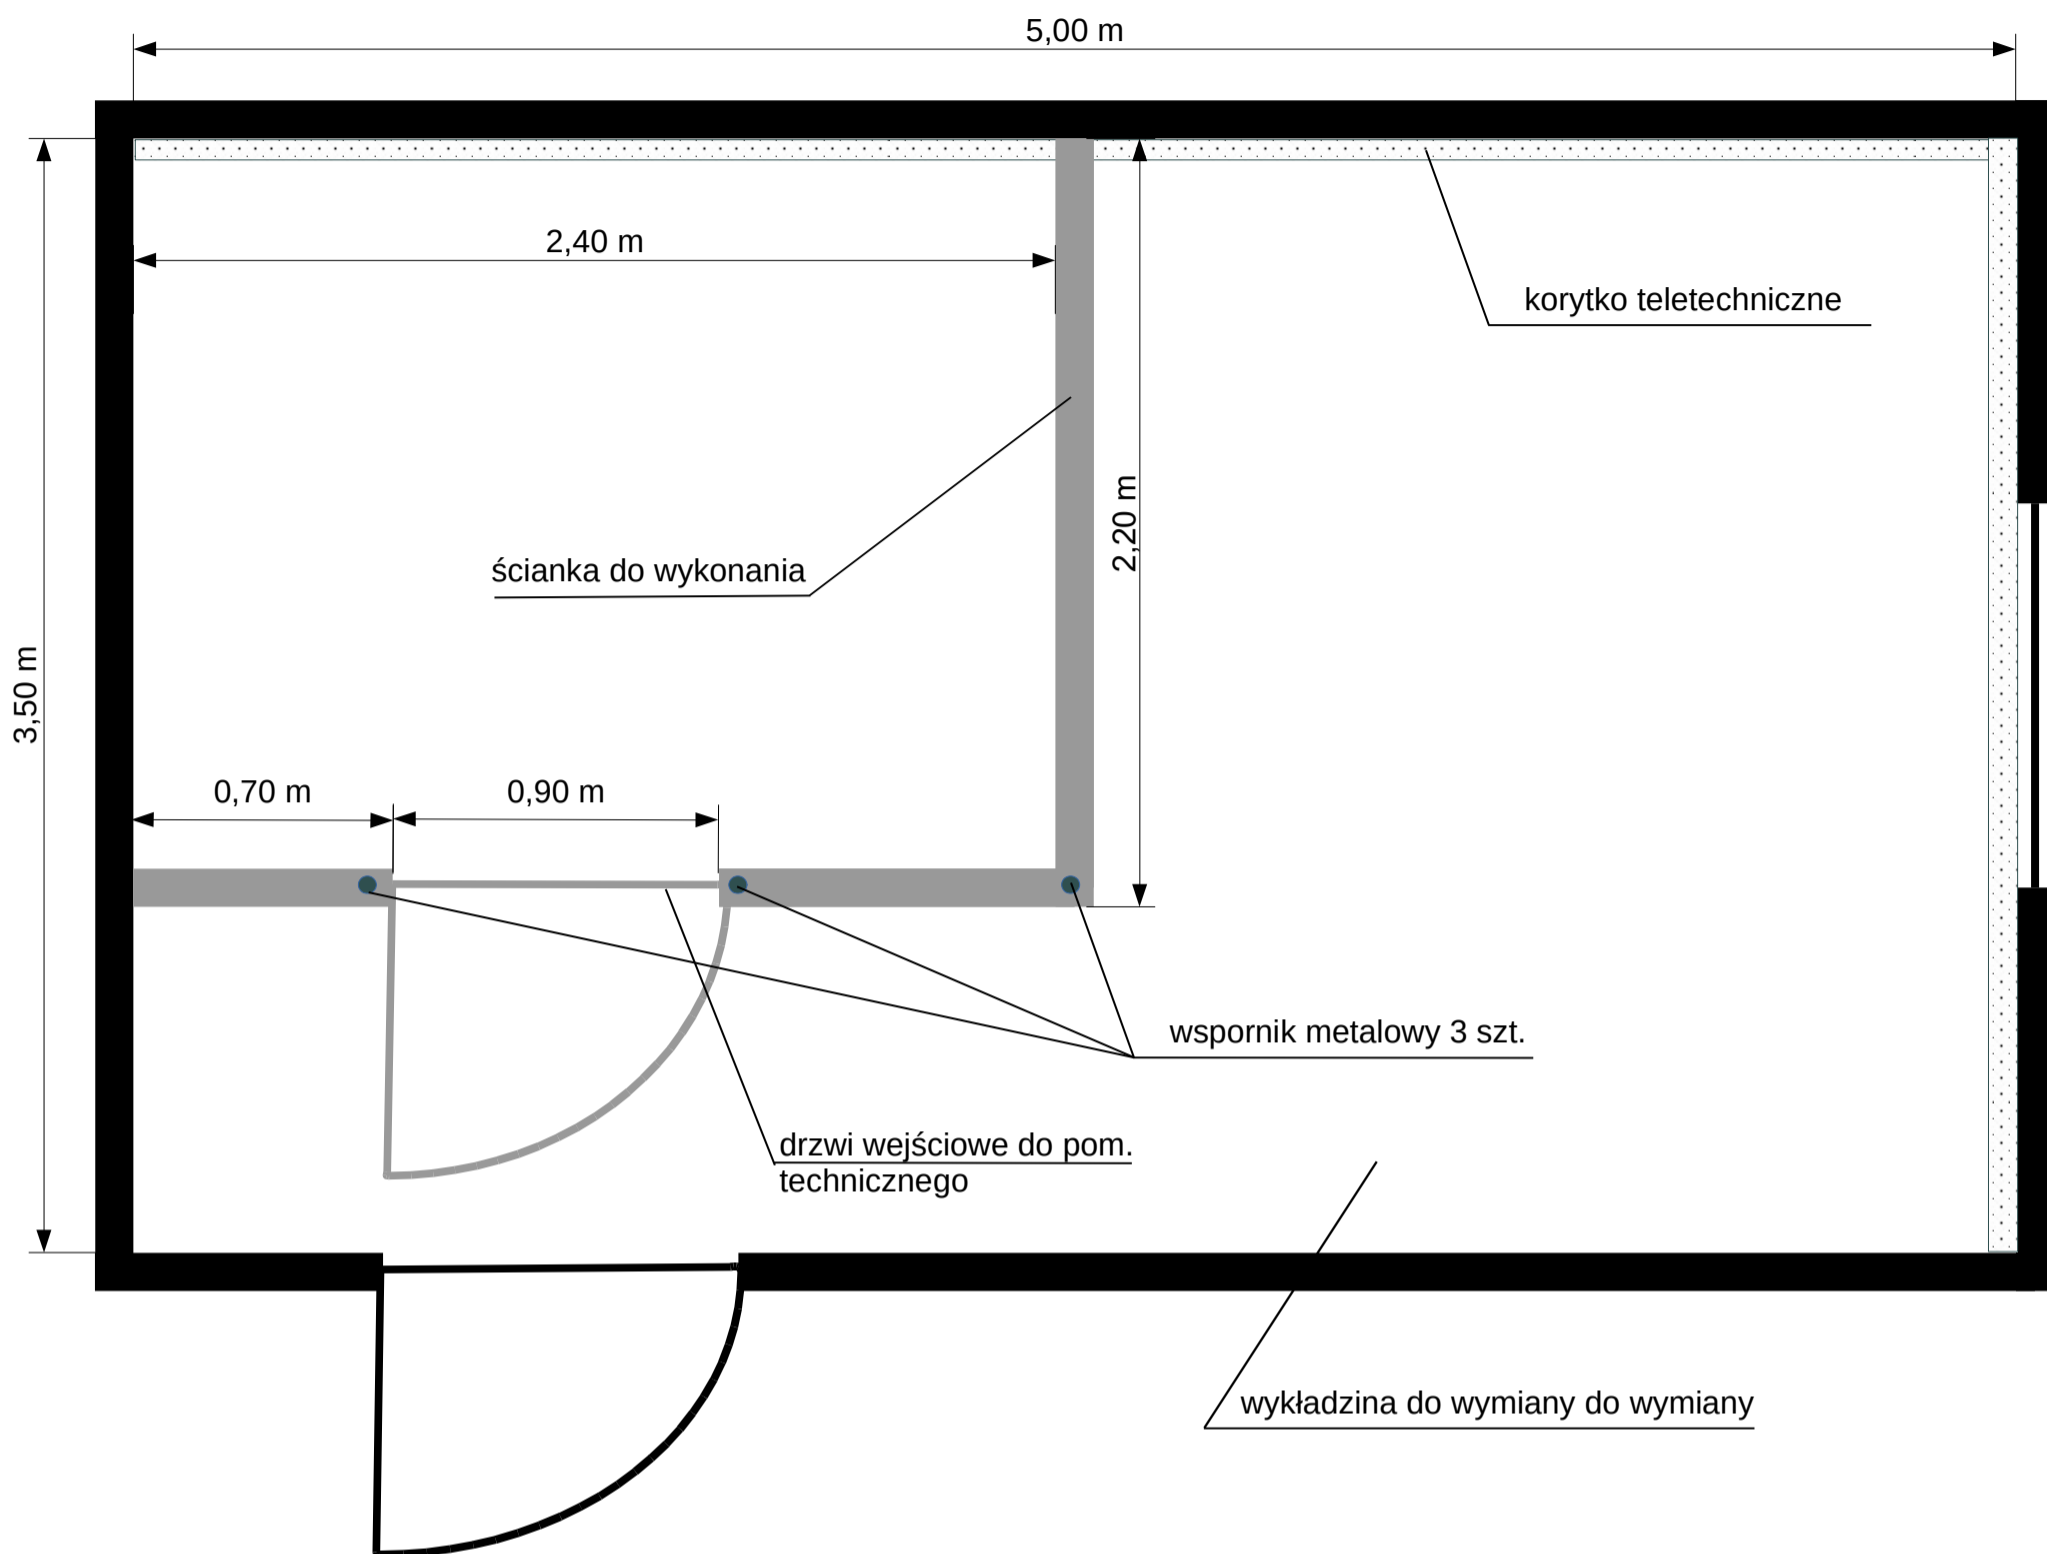 5,00 m
2,40 m
korytko teletechniczne
2,20 m
ścianka do wykonania
3,50 m
0,70 m
0,90 m
wspornik metalowy 3 szt.
drzwi wejściowe do pom.
technicznego
wykładzina do wymiany do wymiany